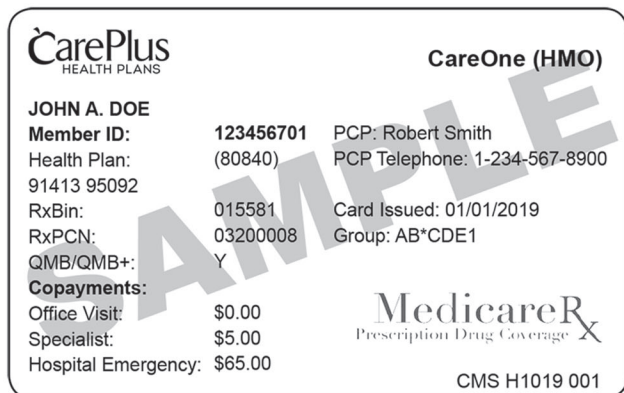 CarePlus
HEALTH PLANS
CareOne (HMO)
JOHN A. DOE
Member ID: 123456701 PCP: Robert Smith
Health Plan: (80840) PCP Telephone: 1-234-567-8900
91413 95092
RxBin: 015581 Card Issued: 01/01/2019
RxPCN: 03200008 Group: AB*CDE1
QMB/QMB+: Y
Copayments:
Office Visit: $0.00
Specialist: $5.00
Hospital Emergency: $65.00
MedicareRx
Prescription Drug Coverage
CMS H1019 001
SAMPLE